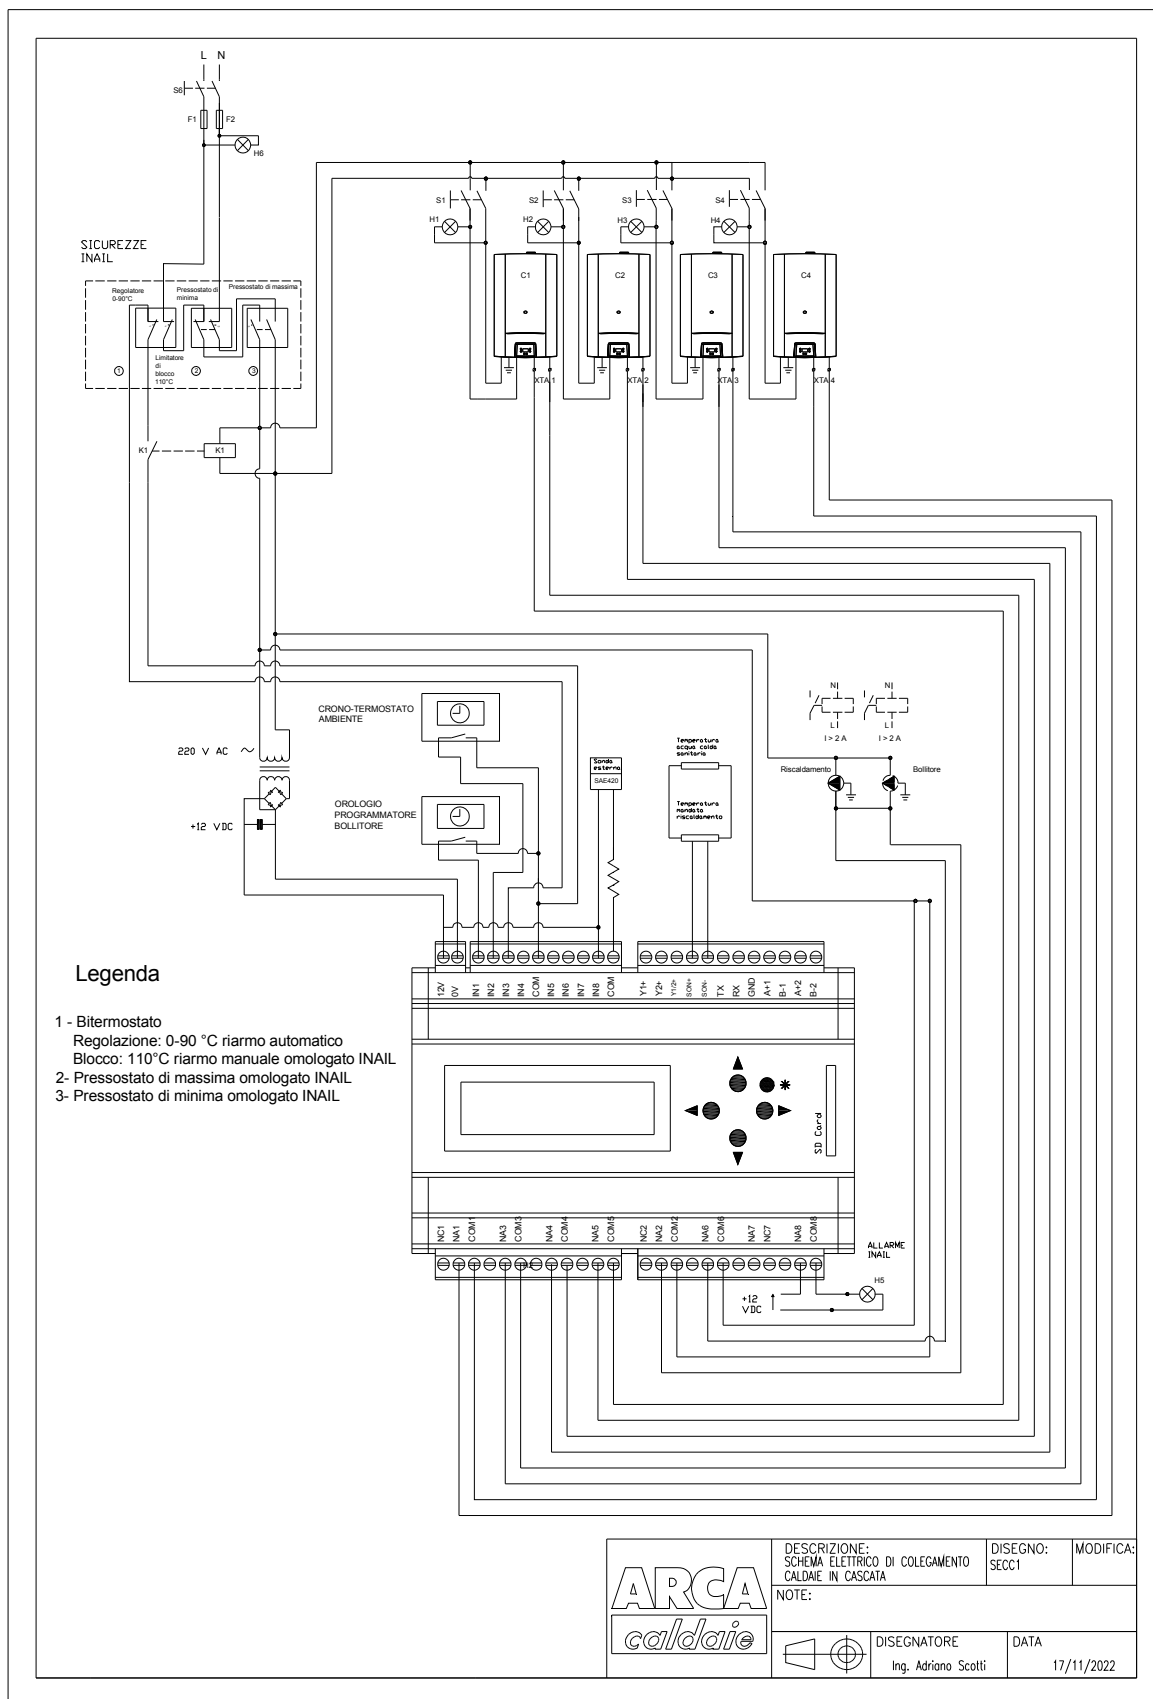 L N
S6
F1
F2
H6
S1
S2
S3
S4
H1
H2
H3
H4
C1
C2
C3
C4
XTA 1
XTA 2
XTA 3
XTA 4
SICUREZZE
INAIL
Regolatore
0-90°C
Pressostato di
minima
Pressostato di massima
Limitatore
di
blocco
110°C
1
2
3
K1
K1
220 V AC
+12 VDC
CRONO-TERMOSTATO
AMBIENTE
OROLOGIO
PROGRAMMATORE
BOLLITORE
Sonda
esterna
SAE420
Temperatura
acqua calda
sanitaria
Temperatura
mandata
riscaldamento
N
N
L
L
I > 2 A
I > 2 A
Riscaldamento
Bollitore
Legenda
1 - Bitermostato
Regolazione: 0-90 °C riarmo automatico
Blocco: 110°C riarmo manuale omologato INAIL
2- Pressostato di massima omologato INAIL
3- Pressostato di minima omologato INAIL
12V
0V
IN1
IN2
IN3
IN4
COM
IN5
IN6
IN7
IN8
COM
Y1+
Y2+
Y1/2+
SON+
SON-
TX
RX
GND
A+1
B-1
A+2
B-2
*
SD Card
NC1
NA1
COM1
NA3
COM3
NA4
COM4
NA5
COM5
NC2
NA2
COM2
NA6
COM6
NA7
NC7
NA8
COM8
ALLARME
INAIL
H5
+12
VDC
ARCA
caldaie
DESCRIZIONE:
SCHEMA ELETTRICO DI COLEGAMENTO
CALDAIE IN CASCATA
DISEGNO:
SECC1
MODIFICA:
NOTE:
DISEGNATORE
Ing. Adriano Scotti
DATA
17/11/2022